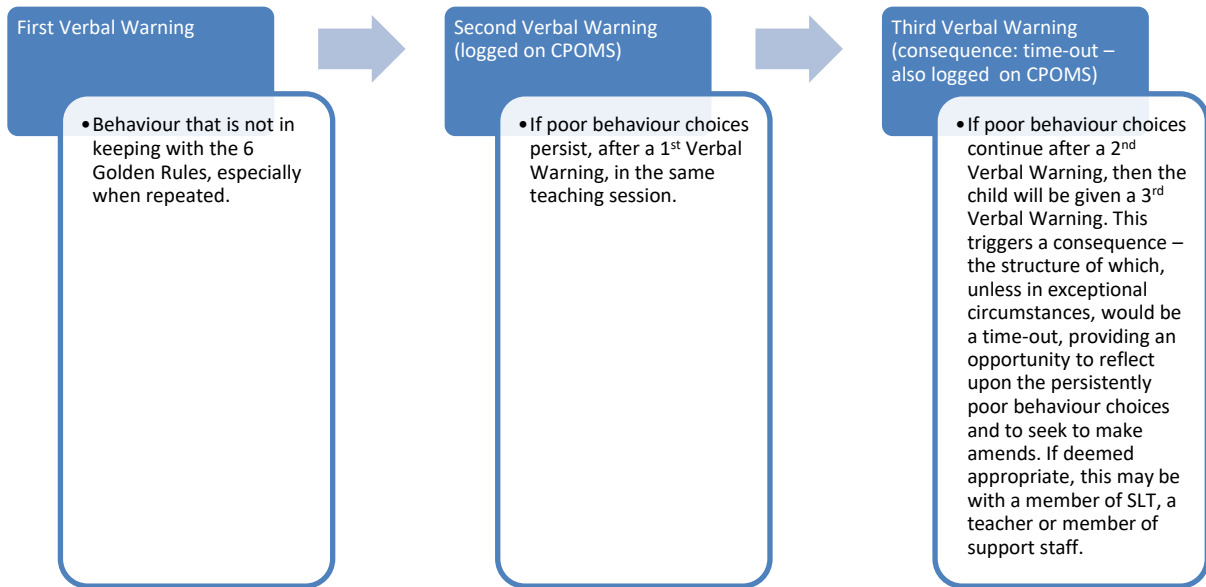 First Verbal Warning
• Behaviour that is not in
keeping with the 6
Golden Rules, especially
when repeated.
Second Verbal Warning
(logged on CPOMS)
• If poor behaviour choices
persist, after a 1st Verbal
Warning, in the same
teaching session.
Third Verbal Warning
(consequence: time-out –
also logged on CPOMS)
• If poor behaviour choices
continue after a 2nd
Verbal Warning, then the
child will be given a 3rd
Verbal Warning. This
triggers a consequence –
the structure of which,
unless in exceptional
circumstances, would be
a time-out, providing an
opportunity to reflect
upon the persistently
poor behaviour choices
and to seek to make
amends. If deemed
appropriate, this may be
with a member of SLT, a
teacher or member of
support staff.